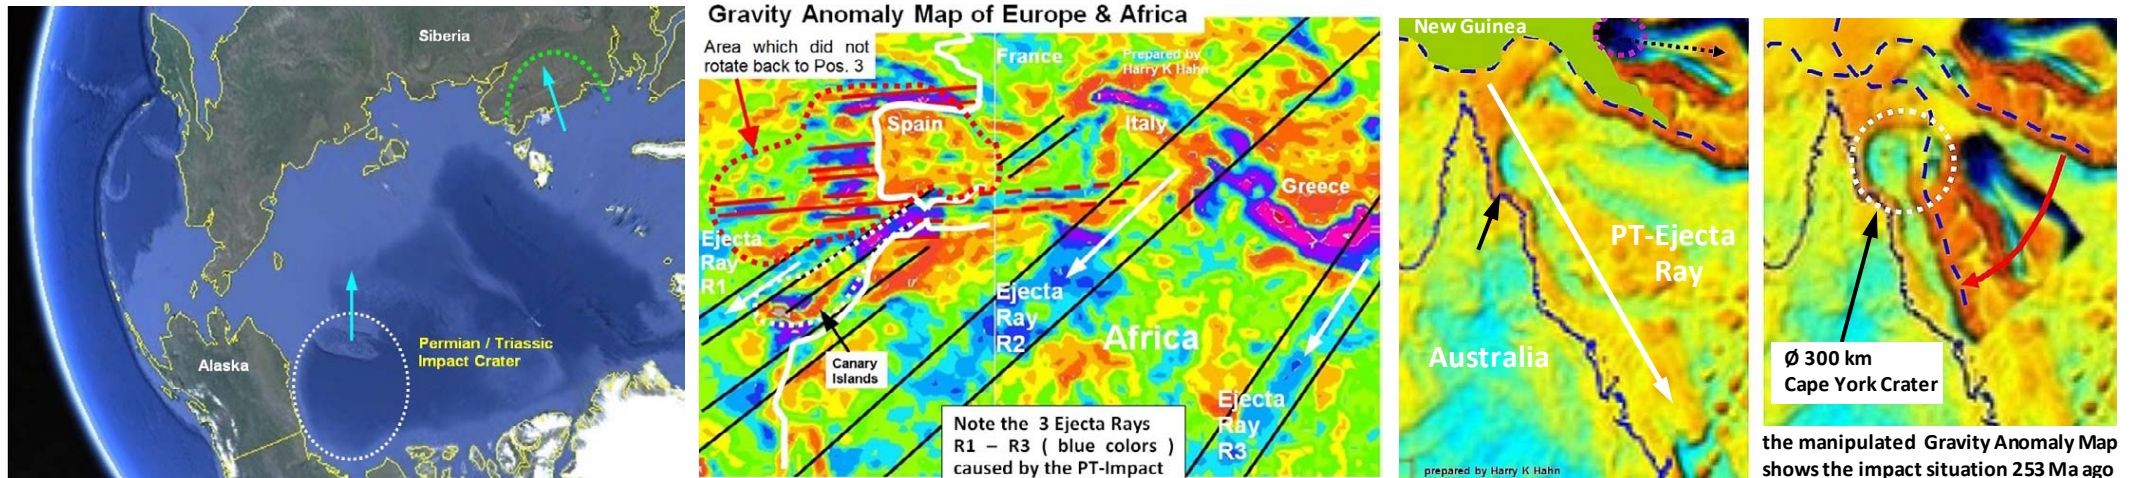 Siberia
Alaska
Permian / Triassic
Impact Crater
Gravity Anomaly Map of Europe & Africa
Area which did not
rotate back to Pos. 3
France
Prepared by
Harry K Hahn
Spain
Italy
Greece
Ejecta
Ray
R1
Ejecta
Ray
R2
Africa
Canary
Islands
Ejecta
Ray
R3
Note the 3 Ejecta Rays
R1 – R3 ( blue colors )
caused by the PT-Impact
New Guinea
PT-Ejecta
Ray
Australia
prepared by Harry K Hahn
Ø 300 km
Cape York Crater
the manipulated Gravity Anomaly Map
shows the impact situation 253 Ma ago